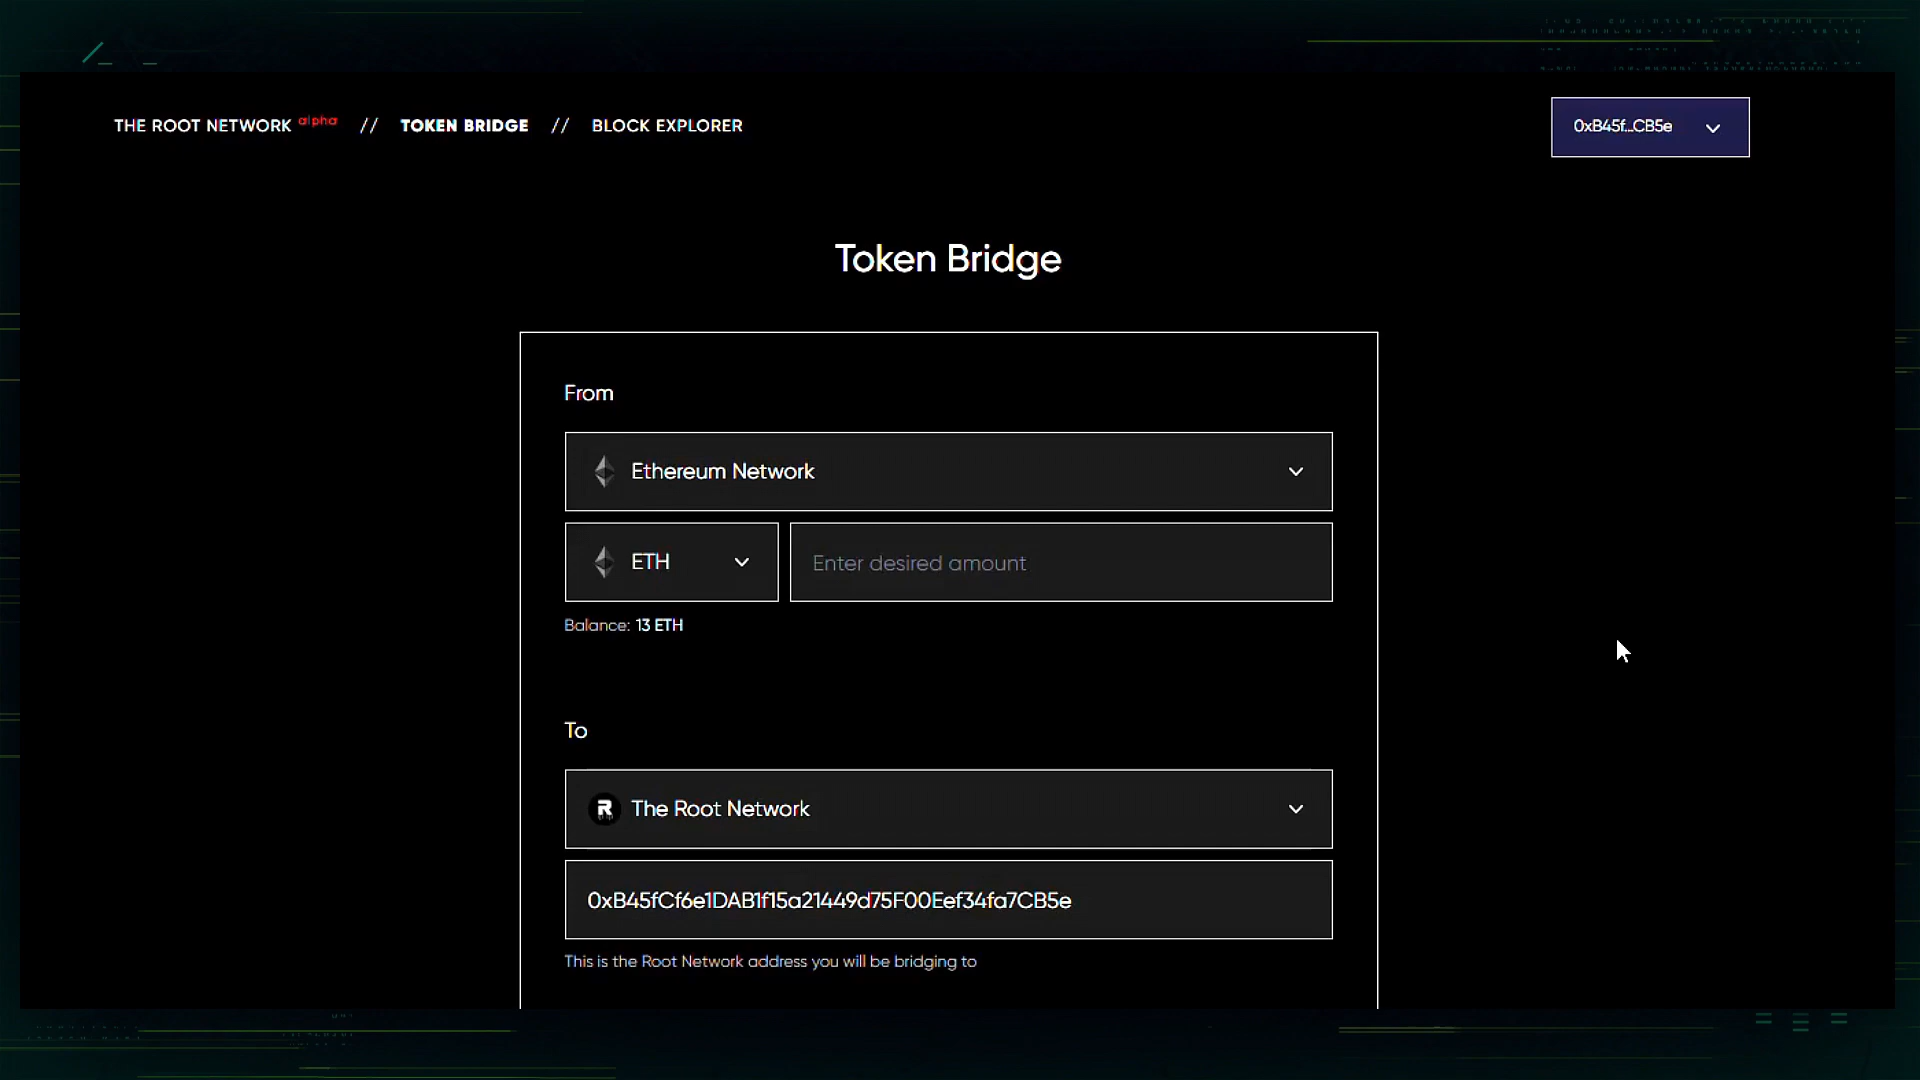 THE ROOT NETWORK alpha // TOKEN BRIDGE // BLOCK EXPLORER
0xB45f...CB5e
Token Bridge
From
Ethereum Network
ETH
Enter desired amount
Balance: 13 ETH
To
The Root Network
0xB45fCf6e1DAB1f15a21449d75F00Eef34fa7CB5e
This is the Root Network address you will be bridging to